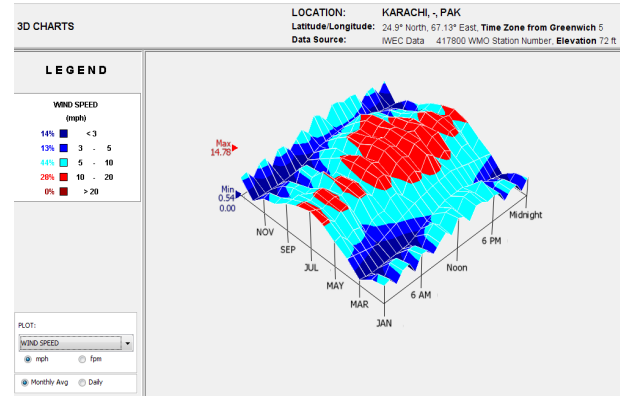 3D CHARTS
LOCATION: KARACHI, -, PAK
Latitude/Longitude: 24.9° North, 67.13° East, Time Zone from Greenwich 5
Data Source: IWEC Data 417800 WMO Station Number, Elevation 72 ft
LEGEND
WIND SPEED
(mph)
14% < 3
13% 3 - 5
44% 5 - 10
28% 10 - 20
0% > 20
Max
14.78
Min
0.54
0.00
NOV
SEP
JUL
MAY
MAR
JAN
6 AM
Noon
6 PM
Midnight
PLOT:
WIND SPEED
mph fpm
Monthly Avg Daily